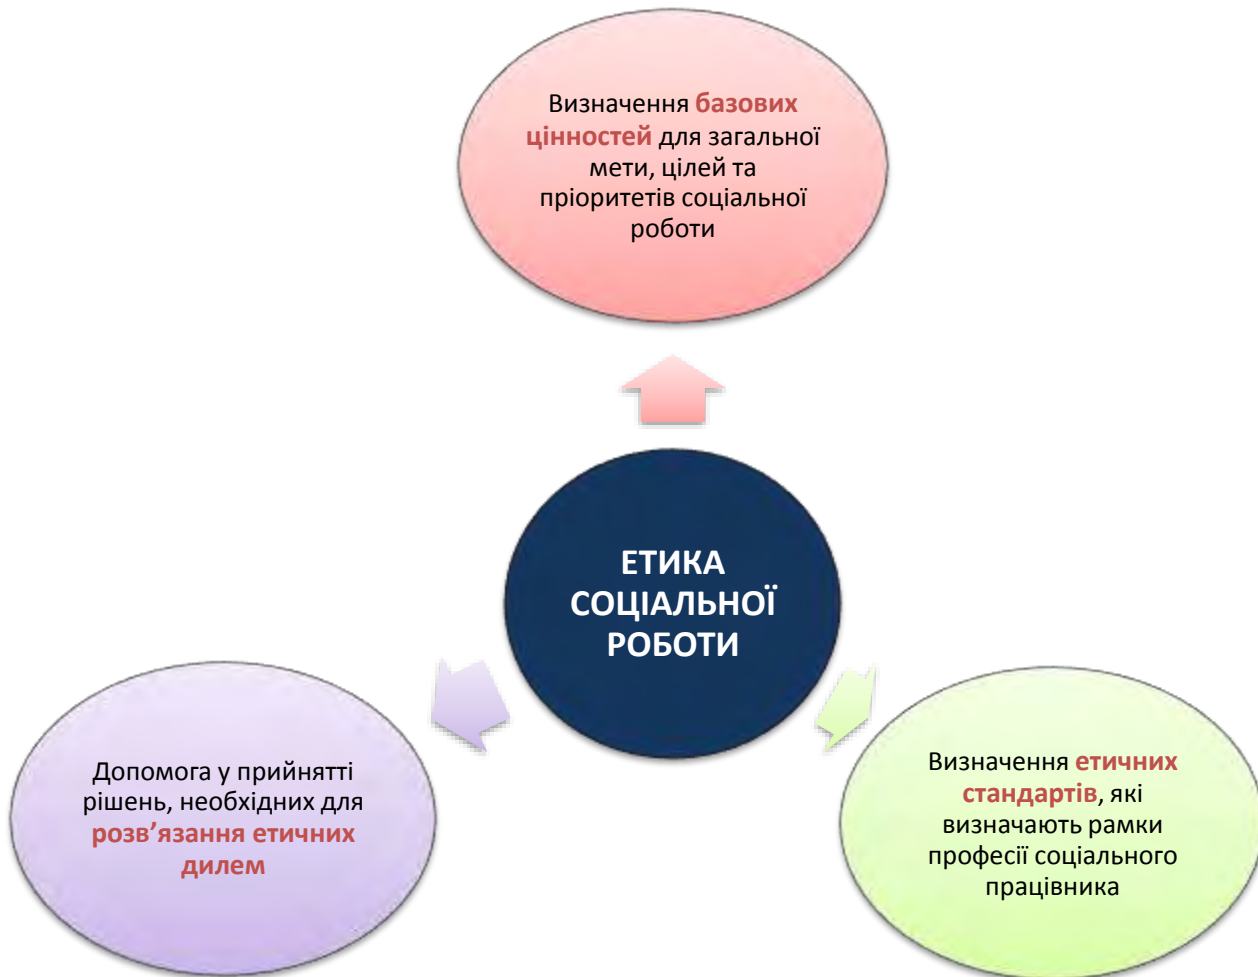 Визначення базових
цінностей для загальної
мети, цілей та
пріоритетів соціальної
роботи
ЕТИКА
СОЦІАЛЬНОЇ
РОБОТИ
Допомога у прийнятті
рішень, необхідних для
розв’язання етичних
дилем
Визначення етичних
стандартів, які
визначають рамки
професії соціального
працівника